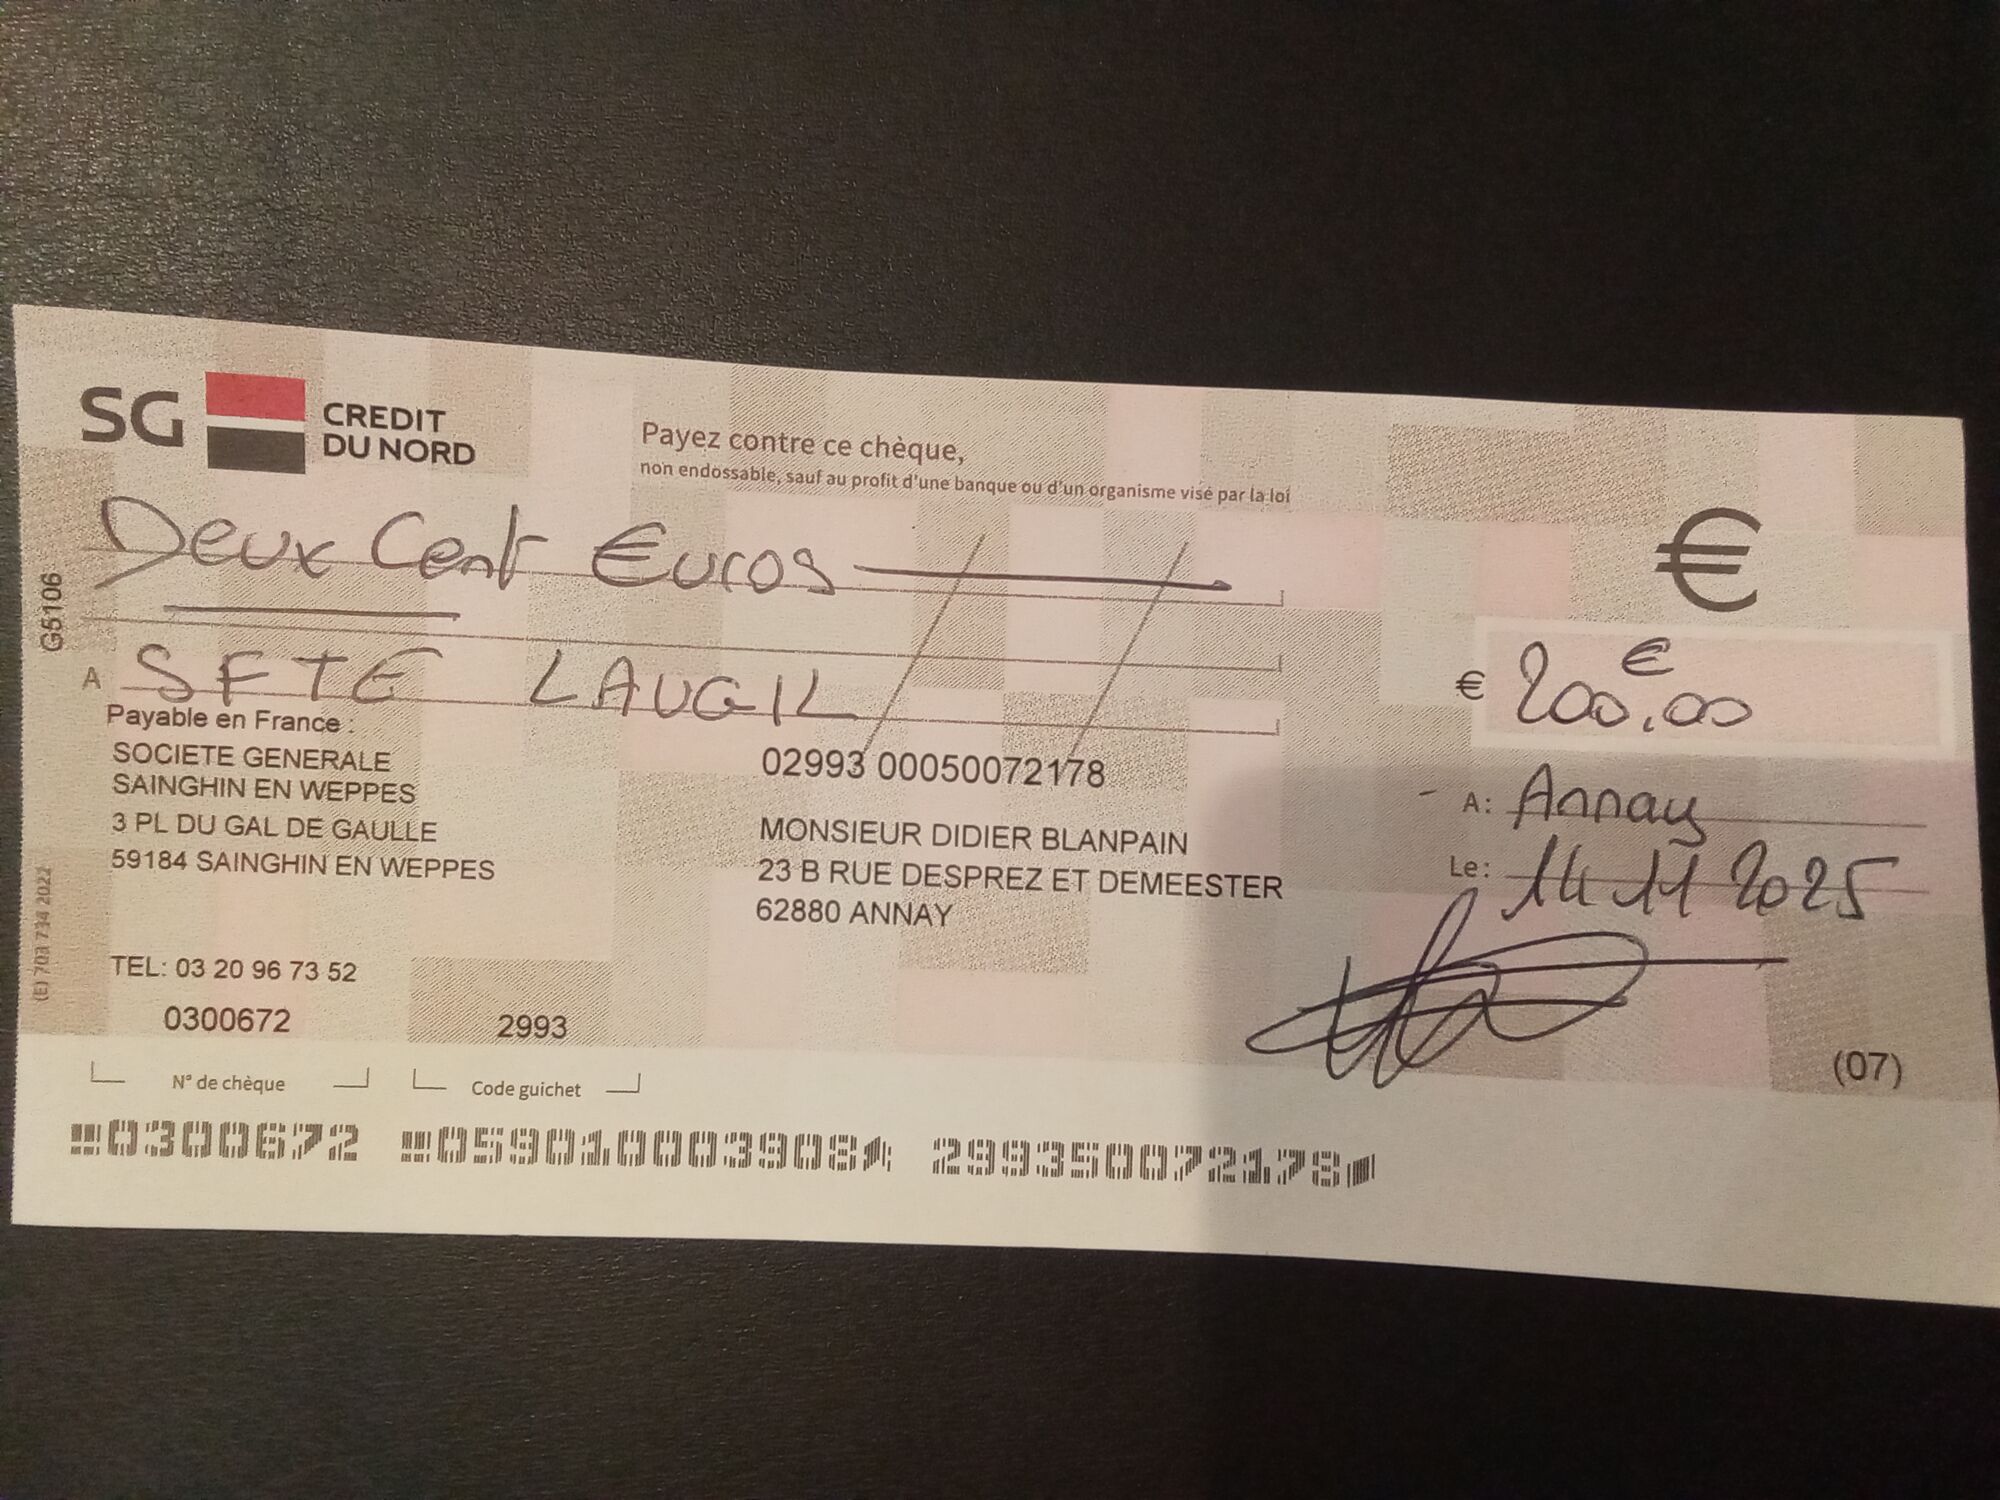 SG CREDIT
DU NORD
Payez contre ce chèque,
non endossable, sauf au profit d'une banque ou d'un organisme visé par la loi
€
Deux Cent Euros
G5106
A SFTE LAUGIL
€ 200,00 €
Payable en France :
SOCIETE GENERALE
SAINGHIN EN WEPPES
3 PL DU GAL DE GAULLE
59184 SAINGHIN EN WEPPES
02993 00050072178
MONSIEUR DIDIER BLANPAIN
23 B RUE DESPREZ ET DEMEESTER
62880 ANNAY
A: Annay
Le: 14 11 2025
(E) 703 734 2022
TEL: 03 20 96 73 52
0300672 2993
N° de chèque Code guichet
(07)
0300672 059010003908 299350072178